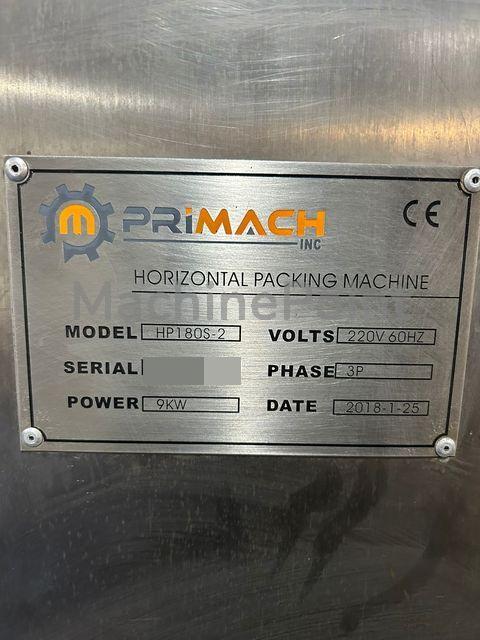 PRiMACH
INC
CE
HORIZONTAL PACKING MACHINE
MODEL HP180S-2 VOLTS 220V 60HZ
SERIAL PHASE 3P
POWER 9KW DATE 2018-1-25